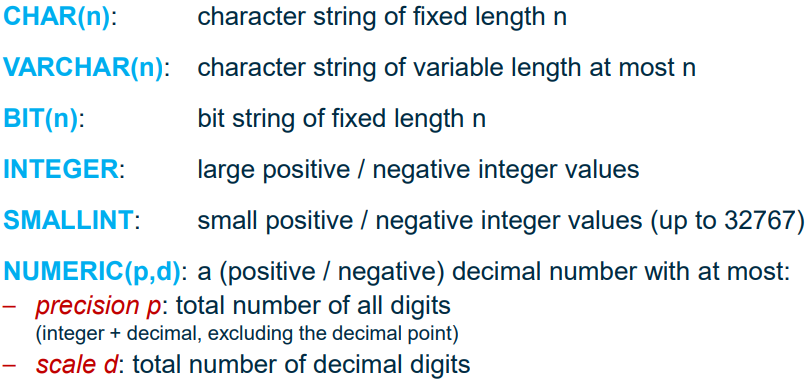 CHAR(n): character string of fixed length n
VARCHAR(n): character string of variable length at most n
BIT(n): bit string of fixed length n
INTEGER: large positive / negative integer values
SMALLINT: small positive / negative integer values (up to 32767)
NUMERIC(p,d): a (positive / negative) decimal number with at most:
– precision p: total number of all digits
(integer + decimal, excluding the decimal point)
– scale d: total number of decimal digits